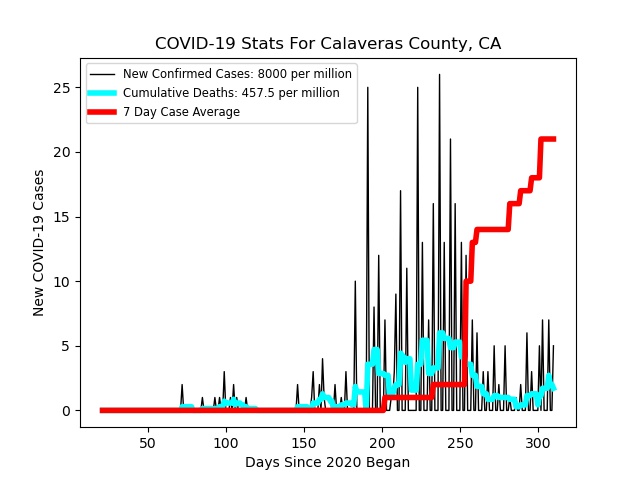 COVID-19 Stats For Calaveras County, CA
New Confirmed Cases: 8000 per million
Cumulative Deaths: 457.5 per million
7 Day Case Average
New COVID-19 Cases
25
20
15
10
5
0
50 100 150 200 250 300
Days Since 2020 Began